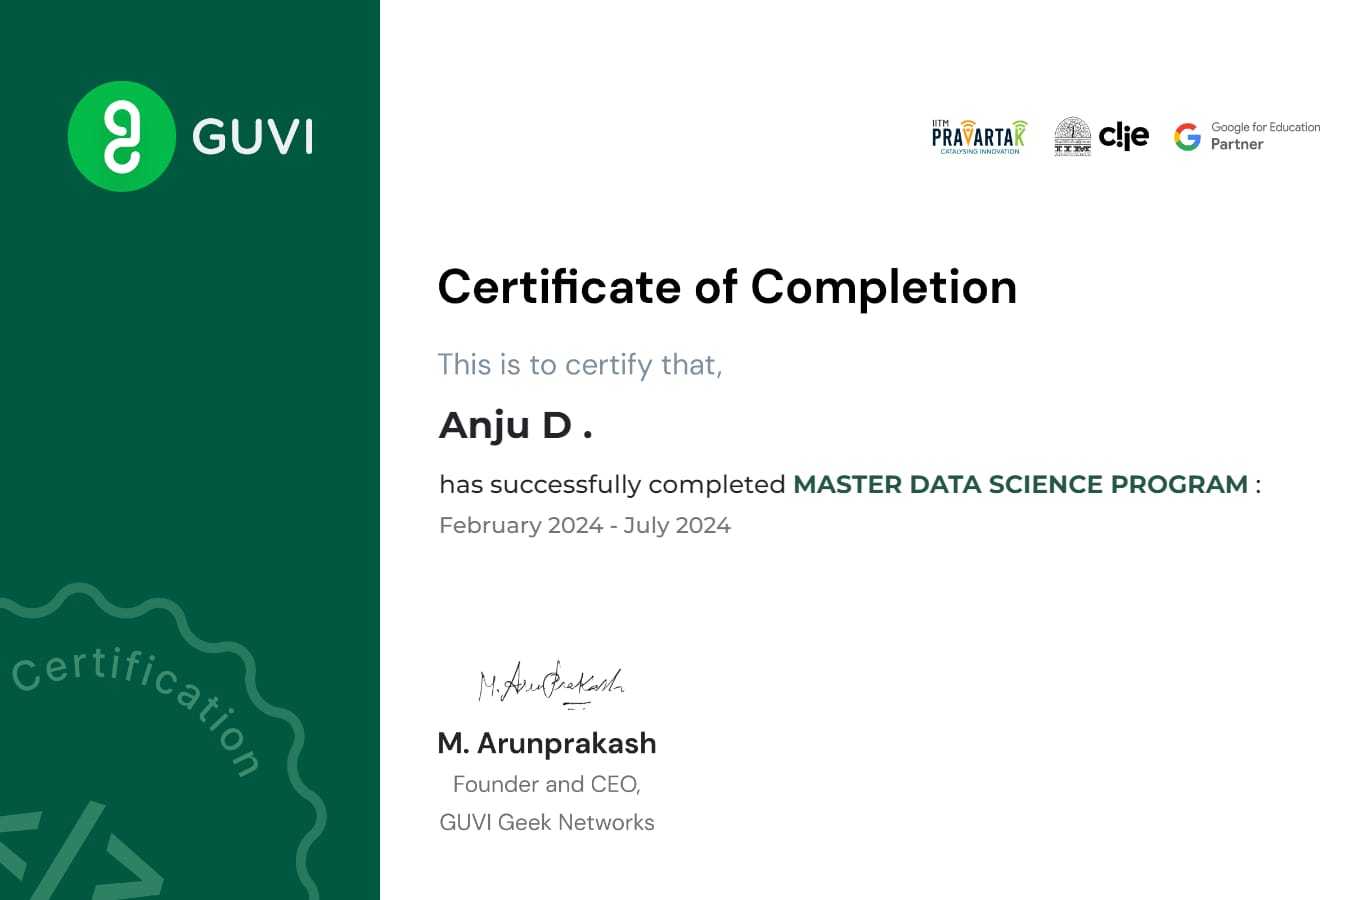 GUVI
IITM
PRAVARTAK
CATALYSING INNOVATION
IIMA
c!ie
Google for Education
Partner
Certificate of Completion
This is to certify that,
Anju D .
has successfully completed MASTER DATA SCIENCE PROGRAM :
February 2024 - July 2024
Certification
</>
M. Arunprakash
M. Arunprakash
Founder and CEO,
GUVI Geek Networks